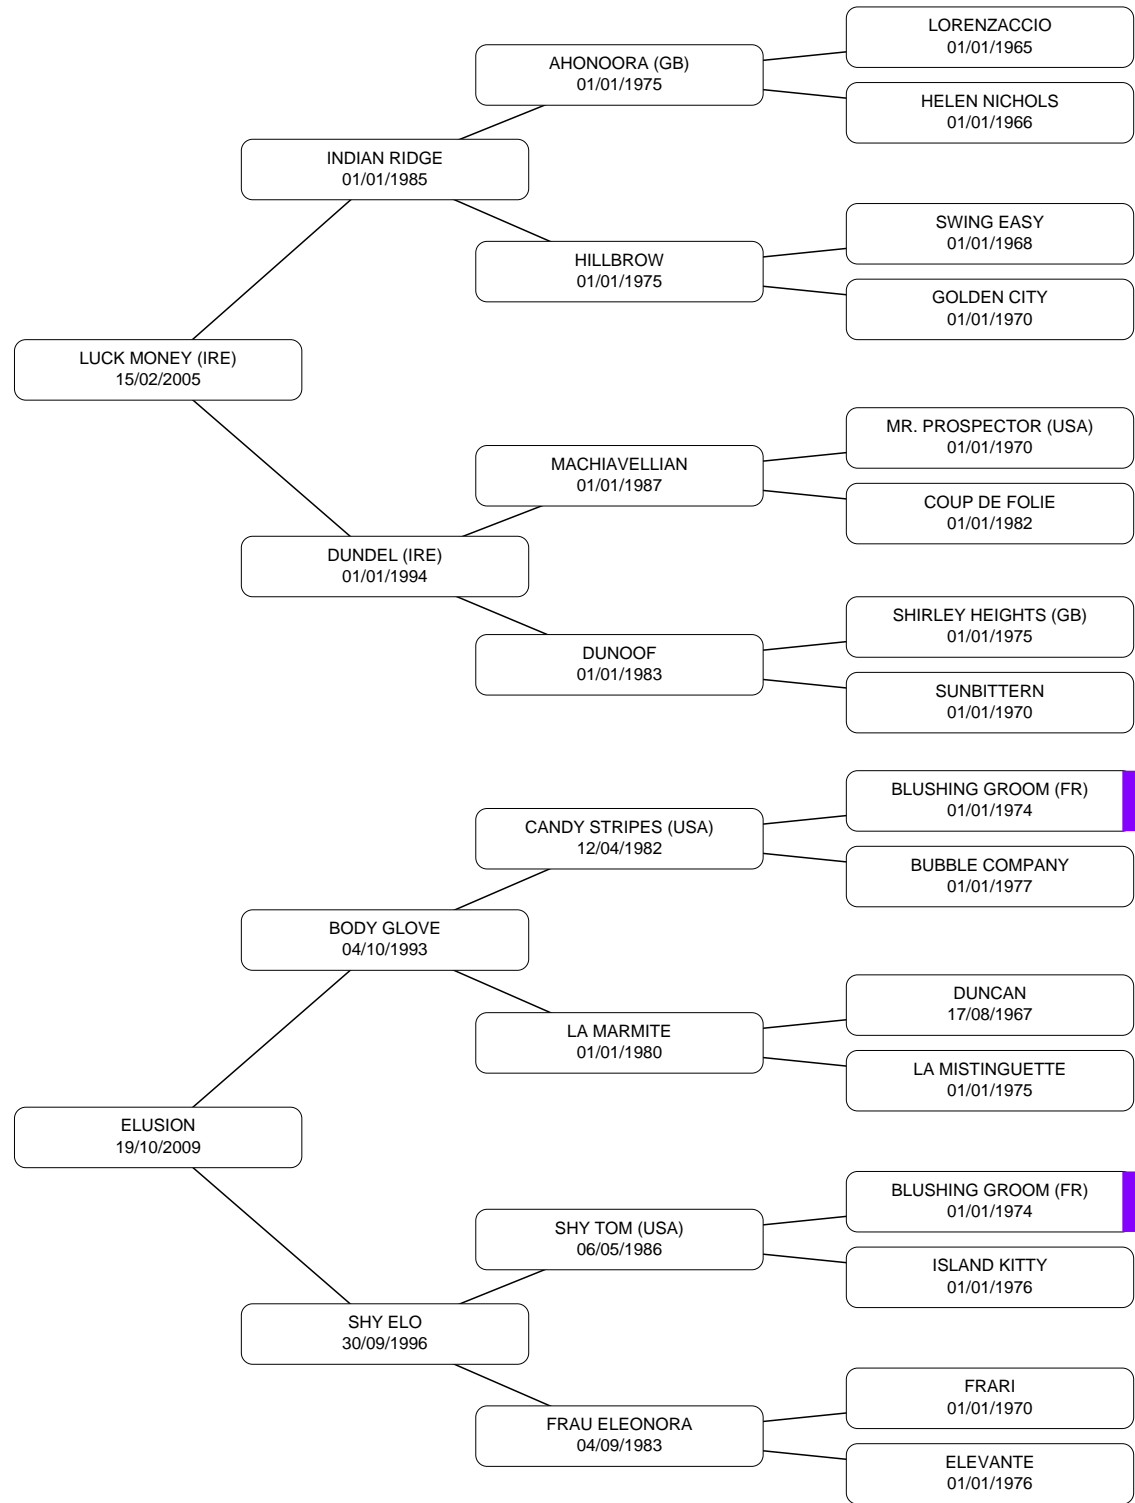 LORENZACCIO
01/01/1965
AHONOORA (GB)
01/01/1975
HELEN NICHOLS
01/01/1966
INDIAN RIDGE
01/01/1985
SWING EASY
01/01/1968
HILLBROW
01/01/1975
GOLDEN CITY
01/01/1970
LUCK MONEY (IRE)
15/02/2005
MR. PROSPECTOR (USA)
01/01/1970
MACHIAVELLIAN
01/01/1987
COUP DE FOLIE
01/01/1982
DUNDEL (IRE)
01/01/1994
SHIRLEY HEIGHTS (GB)
01/01/1975
DUNOOF
01/01/1983
SUNBITTERN
01/01/1970
BLUSHING GROOM (FR)
01/01/1974
CANDY STRIPES (USA)
12/04/1982
BUBBLE COMPANY
01/01/1977
BODY GLOVE
04/10/1993
DUNCAN
17/08/1967
LA MARMITE
01/01/1980
LA MISTINGUETTE
01/01/1975
ELUSION
19/10/2009
BLUSHING GROOM (FR)
01/01/1974
SHY TOM (USA)
06/05/1986
ISLAND KITTY
01/01/1976
SHY ELO
30/09/1996
FRARI
01/01/1970
FRAU ELEONORA
04/09/1983
ELEVANTE
01/01/1976